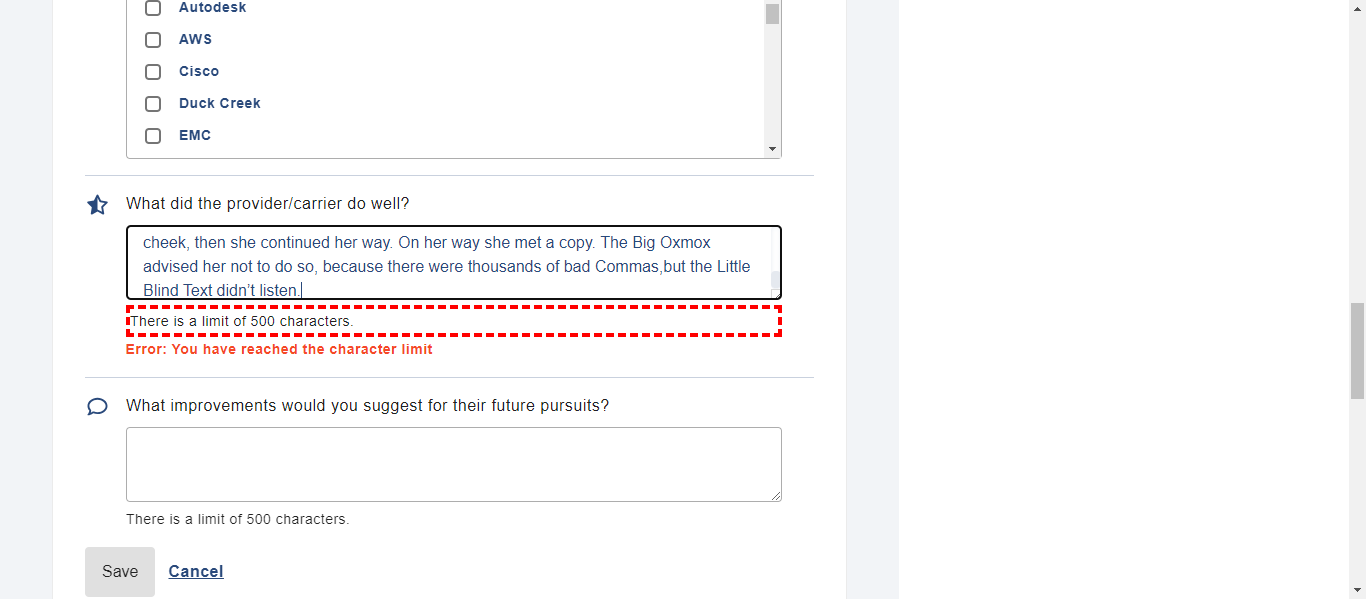 Autodesk
AWS
Cisco
Duck Creek
EMC
What did the provider/carrier do well?
cheek, then she continued her way. On her way she met a copy. The Big Oxmox
advised her not to do so, because there were thousands of bad Commas,but the Little
Blind Text didn’t listen.
There is a limit of 500 characters.
Error: You have reached the character limit
What improvements would you suggest for their future pursuits?
There is a limit of 500 characters.
Save Cancel